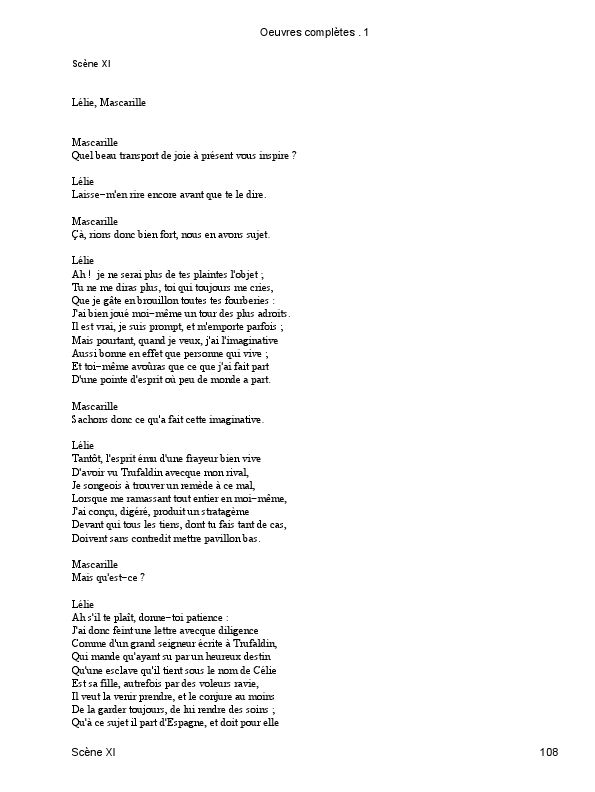 Oeuvres complètes . 1
Scène XI
Lélie, Mascarille
Mascarille
Quel beau transport de joie à présent vous inspire ?
Lélie
Laisse−m'en rire encore avant que te le dire.
Mascarille
Çà, rions donc bien fort, nous en avons sujet.
Lélie
Ah ! je ne serai plus de tes plaintes l'objet ;
Tu ne me diras plus, toi qui toujours me cries,
Que je gâte en brouillon toutes tes fourberies :
J'ai bien joué moi−même un tour des plus adroits.
Il est vrai, je suis prompt, et m'emporte parfois ;
Mais pourtant, quand je veux, j'ai l'imaginative
Aussi bonne en effet que personne qui vive ;
Et toi−même avoûras que ce que j'ai fait part
D'une pointe d'esprit où peu de monde a part.
Mascarille
Sachons donc ce qu'a fait cette imaginative.
Lélie
Tantôt, l'esprit ému d'une frayeur bien vive
D'avoir vu Trufaldin avecque mon rival,
Je songeois à trouver un remède à ce mal,
Lorsque me ramassant tout entier en moi−même,
J'ai conçu, digéré, produit un stratagème
Devant qui tous les tiens, dont tu fais tant de cas,
Doivent sans contredit mettre pavillon bas.
Mascarille
Mais qu'est−ce ?
Lélie
Ah s'il te plaît, donne−toi patience :
J'ai donc feint une lettre avecque diligence
Comme d'un grand seigneur écrite à Trufaldin,
Qui mande qu'ayant su par un heureux destin
Qu'une esclave qu'il tient sous le nom de Célie
Est sa fille, autrefois par des voleurs ravie,
Il veut la venir prendre, et le conjure au moins
De la garder toujours, de lui rendre des soins ;
Qu'à ce sujet il part d'Espagne, et doit pour elle
Scène XI
108